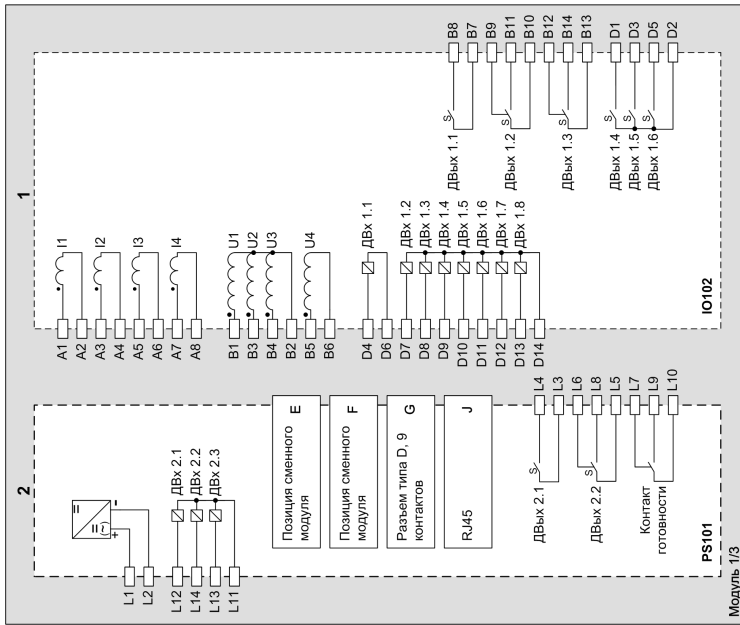 2
L1
L2
+
-
=
=(~)
L12
L14
L13
L11
ДВх 2.1
ДВх 2.2
ДВх 2.3
Позиция сменного
модуля
E
Позиция сменного
модуля
F
Разъем типа D, 9
контактов
G
RJ45
J
ДВых 2.1
S
L4
L3
ДВых 2.2
S
L6
L8
L5
Контакт
готовности
L7
L9
L10
PS101
1
A1
A2
I1
A3
A4
I2
A5
A6
I3
A7
A8
I4
B1
U1
B3
U2
B4
U3
B2
B5
U4
B6
D4
ДВх 1.1
D6
D7
ДВх 1.2
D8
ДВх 1.3
D9
ДВх 1.4
D10
ДВх 1.5
D11
ДВх 1.6
D12
ДВх 1.7
D13
ДВх 1.8
D14
ДВых 1.1
S
B8
B7
ДВых 1.2
S
B9
B11
B10
ДВых 1.3
S
B12
B14
B13
ДВых 1.4
S
D1
ДВых 1.5
S
D3
ДВых 1.6
S
D5
D2
IO102
Модуль 1/3